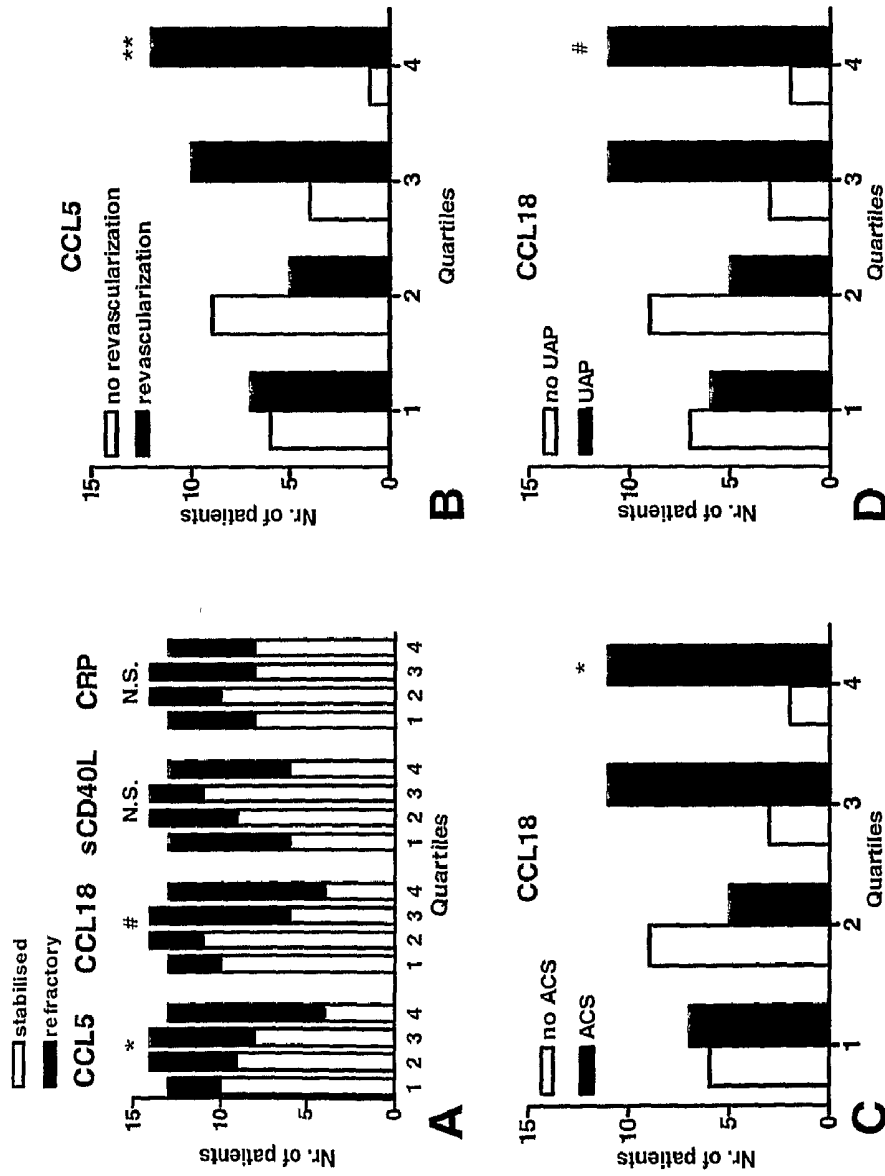 stabilised
refractory
CCL5 CCL18 sCD40L CRP
* # N.S. N.S.
15
10
5
0
Nr. of patients
1 2 3 4 1 2 3 4 1 2 3 4 1 2 3 4
Quartiles
A
CCL5
no revascularization
revascularization
**
15
10
5
0
Nr. of patients
1 2 3 4
Quartiles
B
CCL18
no ACS
ACS
*
15
10
5
0
Nr. of patients
1 2 3 4
Quartiles
C
CCL18
no UAP
UAP
#
15
10
5
0
Nr. of patients
1 2 3 4
Quartiles
D